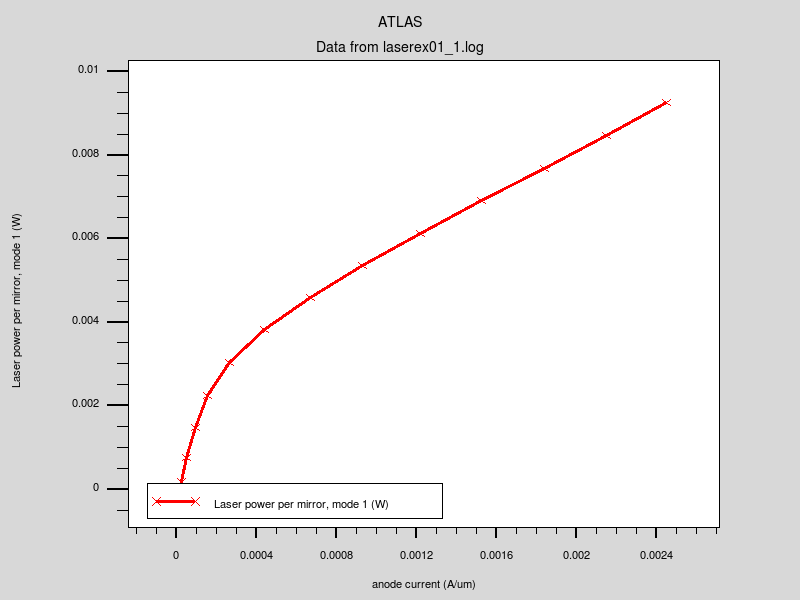 ATLAS
Data from laserex01_1.log
0.01
0.008
0.006
0.004
0.002
0
Laser power per mirror, mode 1 (W)
Laser power per mirror, mode 1 (W)
0 0.0004 0.0008 0.0012 0.0016 0.002 0.0024
anode current (A/um)